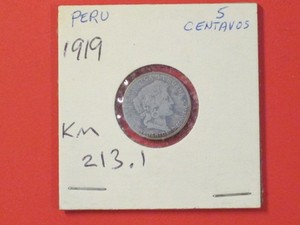 PERU 5
CENTAVOS
1919
KM
213.1